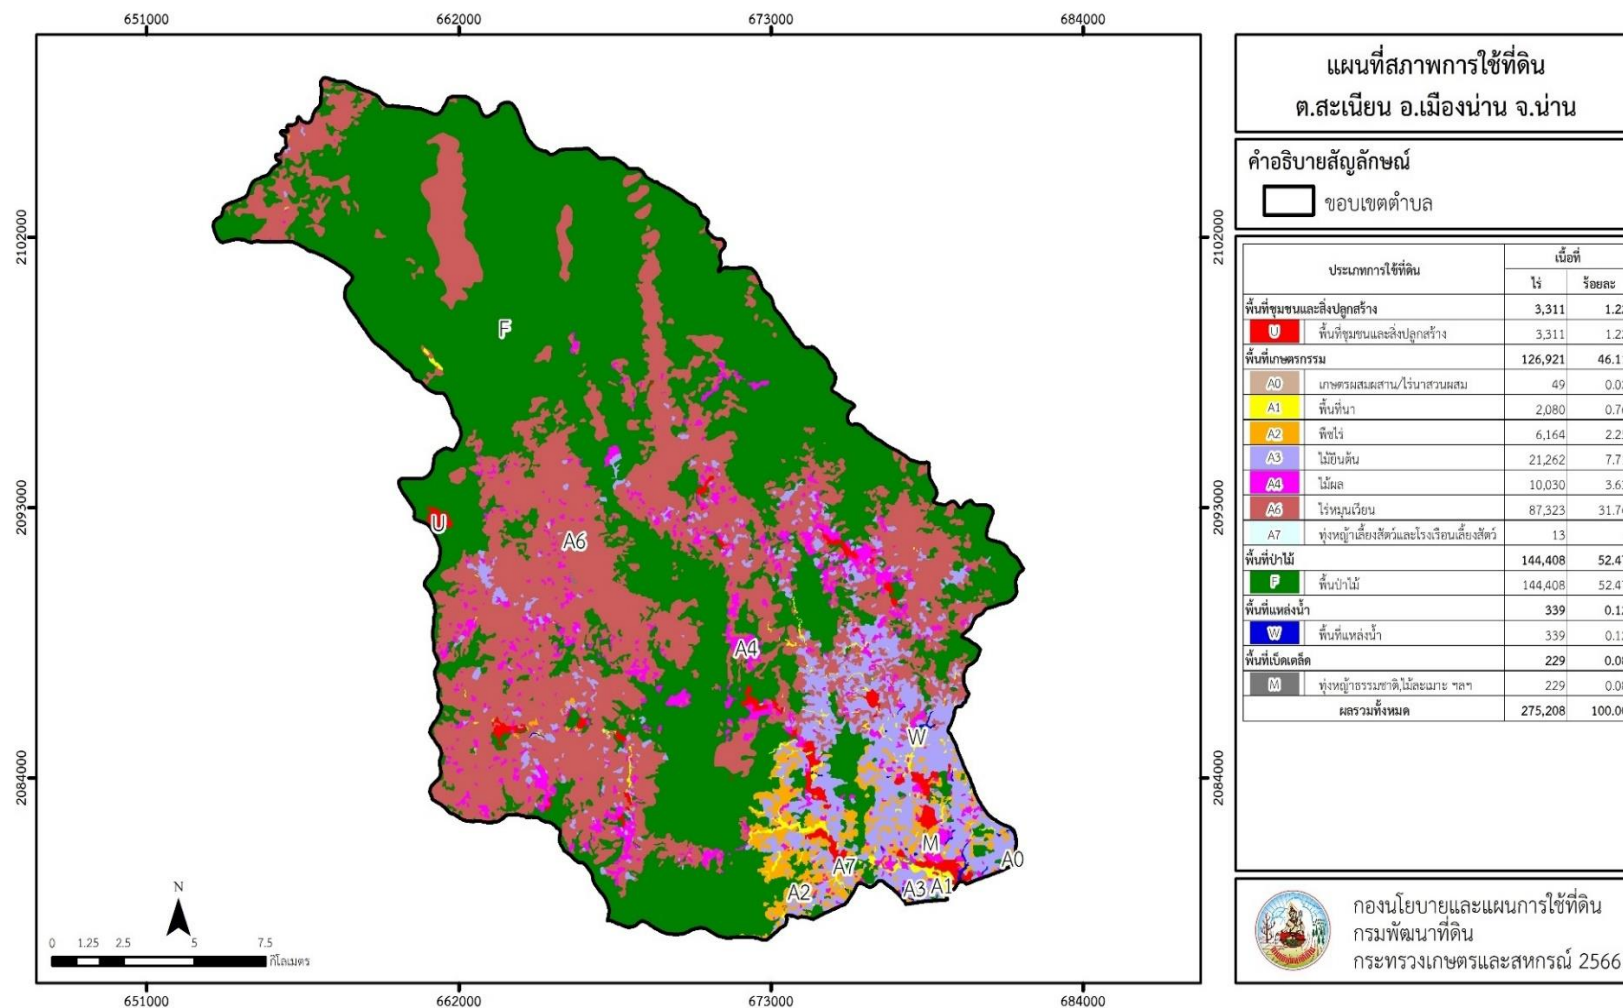 651000 662000 673000 684000
แผนที่สภาพการใช้ที่ดิน
ต.สะเนียน อ.เมืองน่าน จ.น่าน
คำอธิบายสัญลักษณ์
ขอบเขตตำบล
2102000 2102000
ประเภทการใช้ที่ดิน เนื้อที่
ไร่ ร้อยละ
พื้นที่ชุมชนและสิ่งปลูกสร้าง 3,311
U พื้นที่ชุมชนและสิ่งปลูกสร้าง 3,311
พื้นที่เกษตรกรรม 126,921
A0 เกษตรผสมผสาน/ไร่นาสวนผสม 49
A1 พื้นที่นา 2,080
A2 พืชไร่ 6,164
A3 ไม้ยืนต้น 21,262
A4 ไม้ผล 10,030
A6 ไร่หมุนเวียน 87,323
A7 ทุ่งหญ้าเลี้ยงสัตว์และโรงเรือนเลี้ยงสัตว์ 13
พื้นที่ป่าไม้ 144,408
F พื้นป่าไม้ 144,408
พื้นที่แหล่งน้ำ 339
W พื้นที่แหล่งน้ำ 339
พื้นที่เบ็ดเตล็ด 229
M ทุ่งหญ้าธรรมชาติ,ไม้ละเมาะ ฯลฯ 229
ผลรวมทั้งหมด 275,208
F
2093000 2093000
U
A6
A4
W
2084000 2084000
M
A7 A0
A2 A3 A1
N
0 1.25 2.5 5 7.5
กิโลเมตร
651000 662000 673000 684000
กองนโยบายและแผนการใช้ที่ดิน
กรมพัฒนาที่ดิน
กระทรวงเกษตรและสหกรณ์ 2566